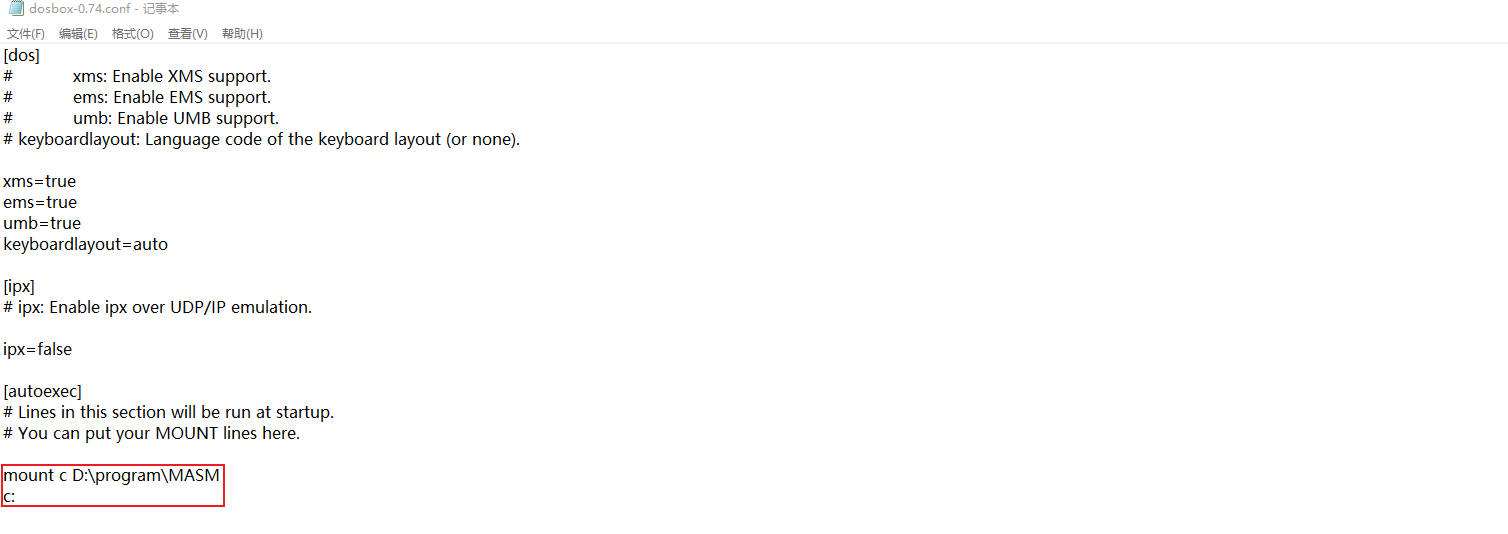 dosbox-0.74.conf - 记事本
文件(F) 编辑(E) 格式(O) 查看(V) 帮助(H)
[dos]
# xms: Enable XMS support.
# ems: Enable EMS support.
# umb: Enable UMB support.
# keyboardlayout: Language code of the keyboard layout (or none).
xms=true
ems=true
umb=true
keyboardlayout=auto
[ipx]
# ipx: Enable ipx over UDP/IP emulation.
ipx=false
[autoexec]
# Lines in this section will be run at startup.
# You can put your MOUNT lines here.
mount c D:\program\MASM
c: